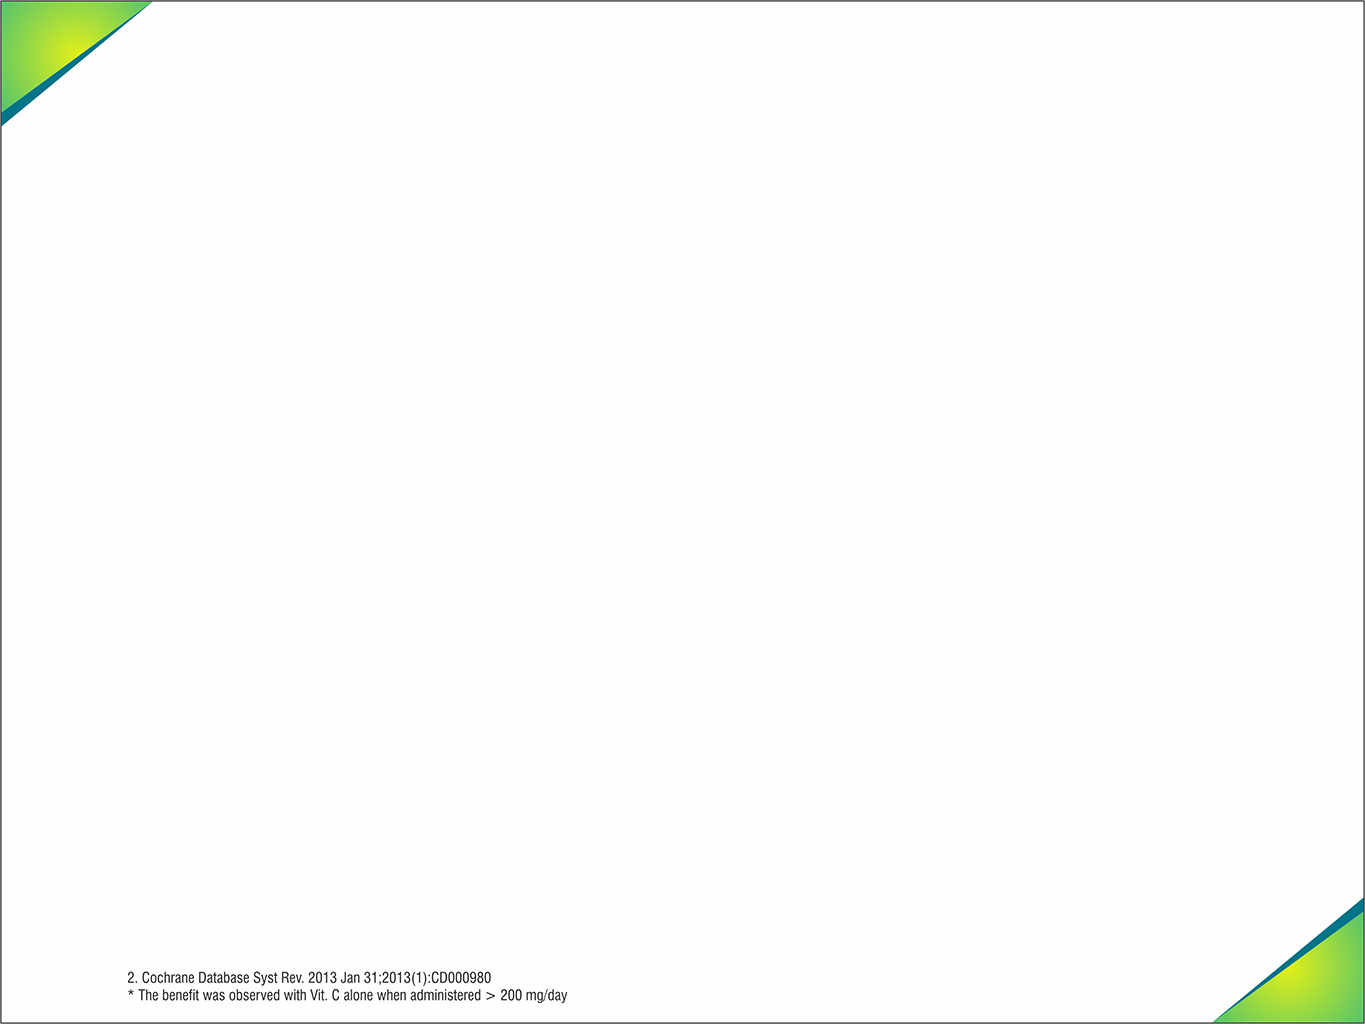 2. Cochrane Database Syst Rev. 2013 Jan 31;2013(1):CD000980
* The benefit was observed with Vit. C alone when administered > 200 mg/day